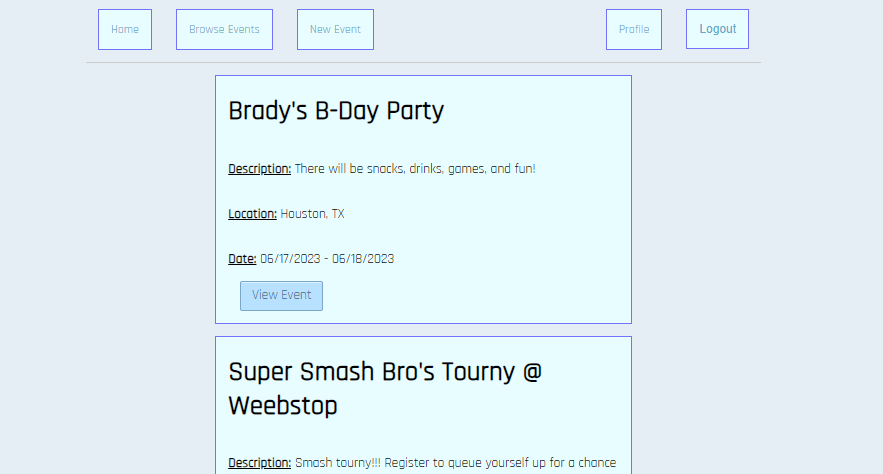 Home Browse Events New Event Profile Logout
Brady's B-Day Party
Description: There will be snacks, drinks, games, and fun!
Location: Houston, TX
Date: 06/17/2023 - 06/18/2023
View Event
Super Smash Bro's Tourny @
Weebstop
Description: Smash tourny!!! Register to queue yourself up for a chance